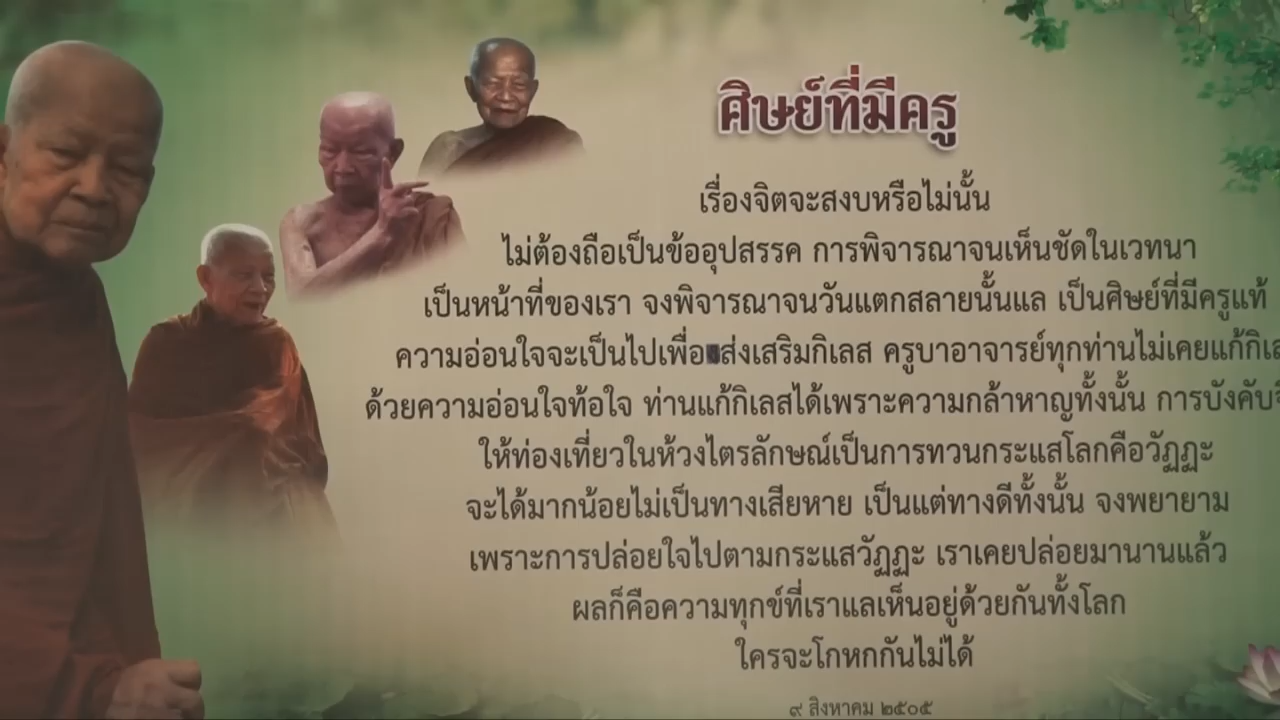 ศิษย์ที่มีครู
เรื่องจิตจะสงบหรือไม่นั้น
ไม่ต้องถือเป็นข้ออุปสรรค การพิจารณาจนเห็นชัดในเวทนา
เป็นหน้าที่ของเรา จงพิจารณาจนวันแตกสลายนั้นแล เป็นศิษย์ที่มีครูแท้
ความอ่อนใจจะเป็นไปเพื่อ ส่งเสริมกิเลส ครูบาอาจารย์ทุกท่านไม่เคยแก้
ด้วยความอ่อนใจท้อใจ ท่านแก้กิเลสได้เพราะความกล้าหาญทั้งนั้น การบังคับ
ให้ท่องเที่ยวในห้วงไตรลักษณ์เป็นการทวนกระแสโลกคือวัฏฏะ
จะได้มากน้อยไม่เป็นทางเสียหาย เป็นแต่ทางดีทั้งนั้น จงพยายาม
เพราะการปล่อยใจไปตามกระแสวัฏฏะ เราเคยปล่อยมานานแล้ว
ผลก็คือความทุกข์ที่เราแลเห็นอยู่ด้วยกันทั้งโลก
ใครจะโกหกกันไม่ได้
๙ สิงหาคม ๒๕๐๕